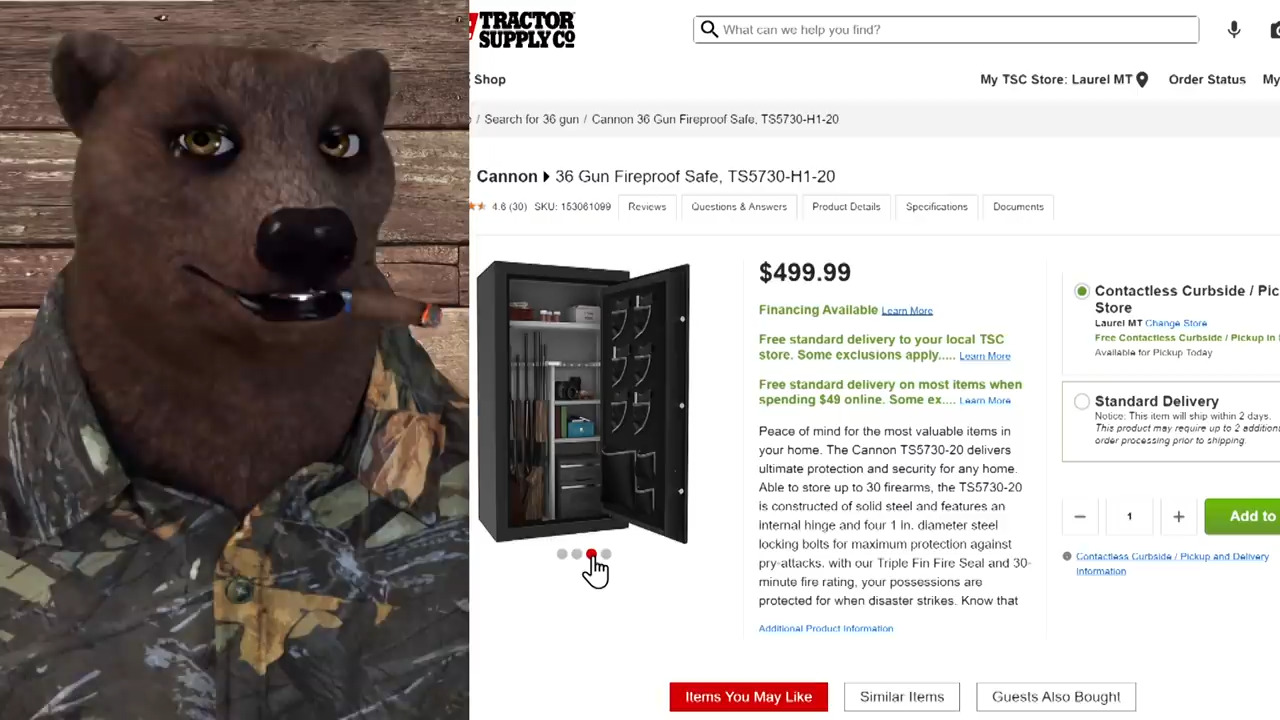 TRACTOR
SUPPLY CO
What can we help you find?
Shop
My TSC Store: Laurel MT
Order Status
My
/ Search for 36 gun / Cannon 36 Gun Fireproof Safe, TS5730-H1-20
Cannon 36 Gun Fireproof Safe, TS5730-H1-20
4.6 (30) SKU: 153061099
Reviews
Questions & Answers
Product Details
Specifications
Documents
$499.99
Financing Available Learn More
Free standard delivery to your local TSC
store. Some exclusions apply..... Learn More
Free standard delivery on most items when
spending $49 online. Some ex.... Learn More
Peace of mind for the most valuable items in
your home. The Cannon TS5730-20 delivers
ultimate protection and security for any home.
Able to store up to 30 firearms, the TS5730-20
is constructed of solid steel and features an
internal hinge and four 1 in. diameter steel
locking bolts for maximum protection against
pry-attacks. with our Triple Fin Fire Seal and 30-
minute fire rating, your possessions are
protected for when disaster strikes. Know that
Additional Product Information
Contactless Curbside / Pic
Store
Laurel MT Change Store
Free Contactless Curbside / Pickup in
Available for Pickup Today
Standard Delivery
Notice: This item will ship within 2 days.
This product may require up to 2 addition
order processing prior to shipping.
− 1 +
Add to
Contactless Curbside / Pickup and Delivery
Information
Items You May Like
Similar Items
Guests Also Bought